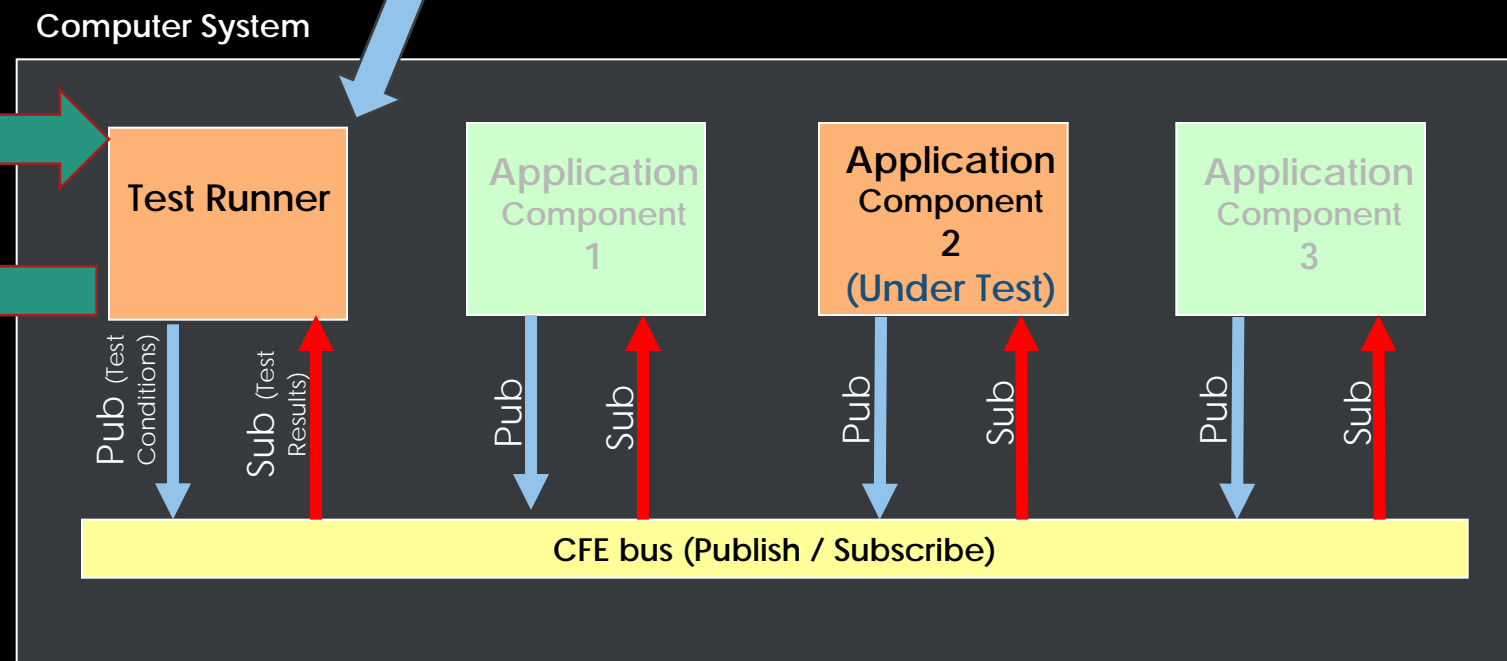 Computer System
Test Runner
Application
Component
1
Application
Component
2
(Under Test)
Application
Component
3
Pub (Test
Conditions)
Sub (Test
Results)
Pub
Sub
Pub
Sub
Pub
Sub
CFE bus (Publish / Subscribe)